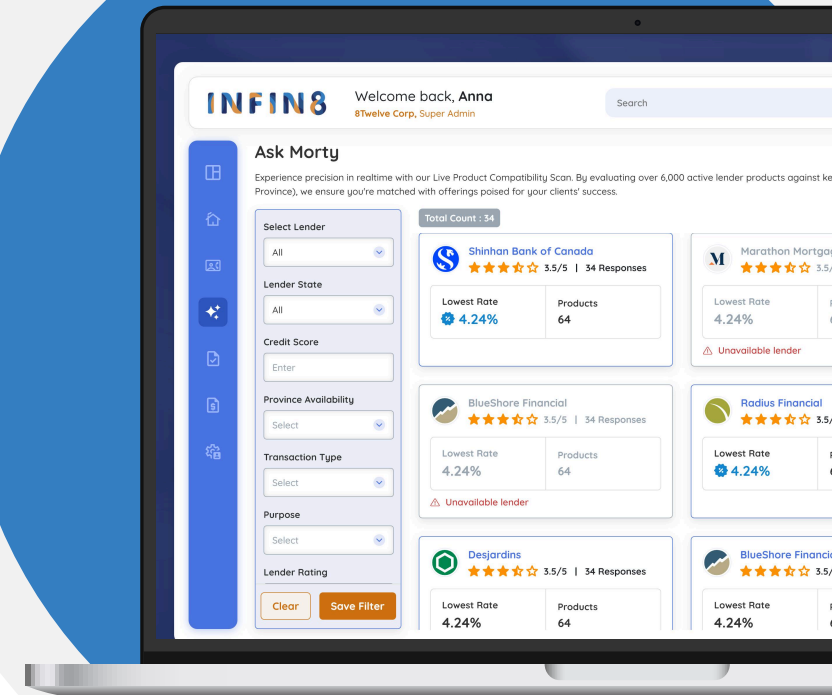 INFIN8
Welcome back, Anna
8Twelve Corp, Super Admin
Search
Ask Morty
Experience precision in realtime with our Live Product Compatibility Scan. By evaluating over 6,000 active lender products against ke
Province), we ensure you're matched with offerings poised for your clients' success.
Select Lender
All
Lender State
All
Credit Score
Enter
Province Availability
Select
Transaction Type
Select
Purpose
Select
Lender Rating
Clear
Save Filter
Total Count : 34
Shinhan Bank of Canada
3.5/5 | 34 Responses
Lowest Rate
4.24%
Products
64
Marathon Mortga
3.5/
Lowest Rate
4.24%
Unavailable lender
BlueShore Financial
3.5/5 | 34 Responses
Lowest Rate
4.24%
Products
64
Unavailable lender
Radius Financial
3.5/
Lowest Rate
4.24%
Desjardins
3.5/5 | 34 Responses
Lowest Rate
4.24%
Products
64
BlueShore Financi
3.5/
Lowest Rate
4.24%